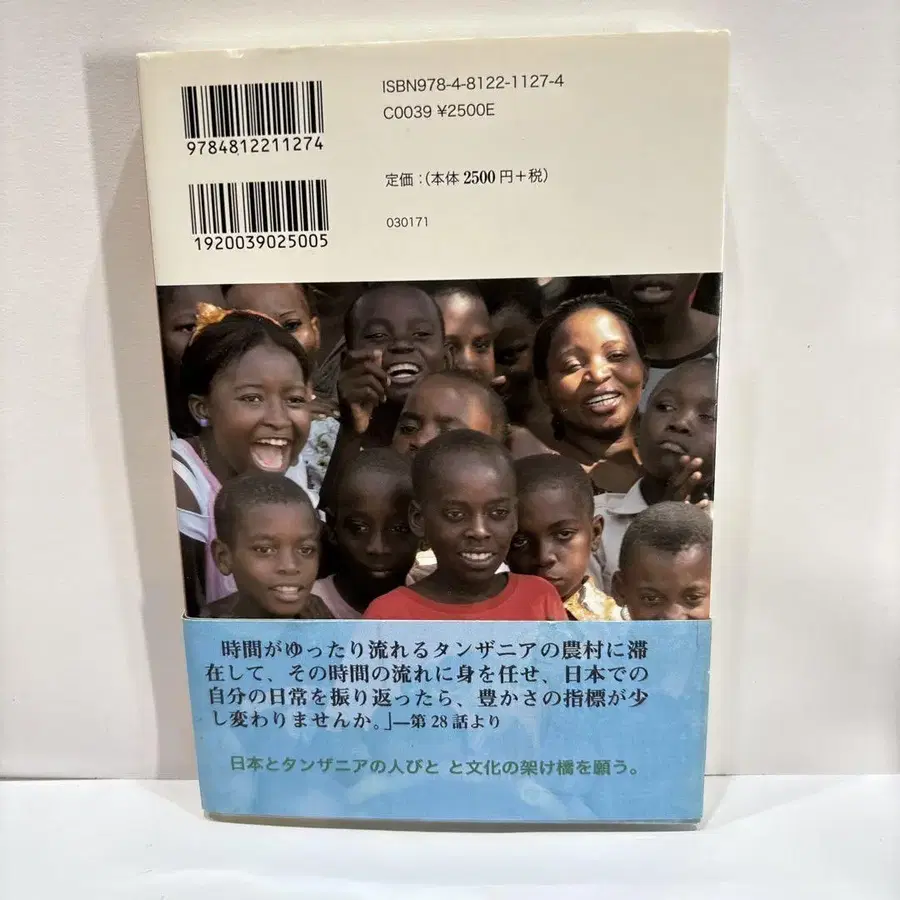 ISBN978-4-8122-1127-4
C0039 ¥2500E
9784812211274
定価:(本体 2500 円+税)
1920039025005
030171
時間がゆったり流れるタンザニアの農村に滞
在して、その時間の流れに身を任せ、日本での
自分の日常を振り返ったら、豊かさの指標が少
し変わりませんか。」―第 28 話より
日本とタンザニアの人びと と文化の架け橋を願う。